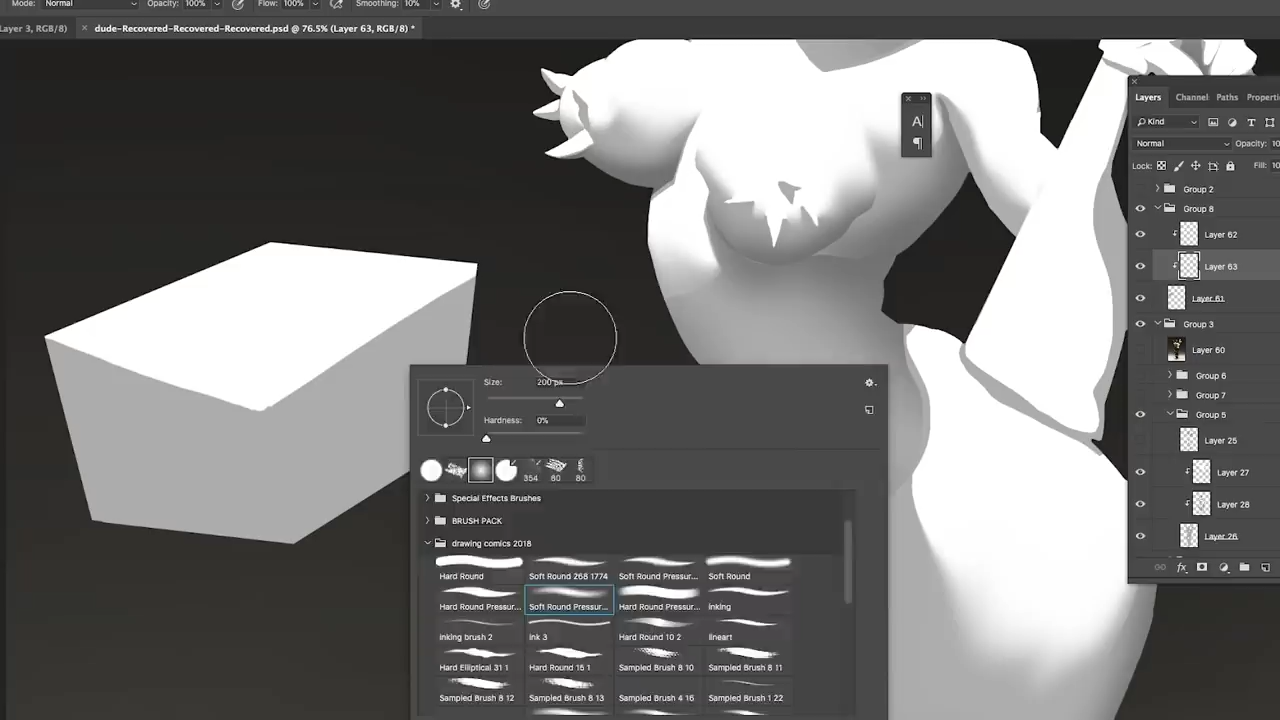 Mode: Normal Opacity: 100% Flow: 100% Smoothing: 10%
Layer 3, RGB/8) × dude-Recovered-Recovered-Recovered.psd @ 76.5% (Layer 63, RGB/8) *
A|
¶
Layers Channel Paths Properti
Kind
Normal Opacity: 10
Lock: Fill: 10
Group 2
Group 8
Layer 62
Layer 63
Layer 61
Group 3
Layer 60
Group 6
Group 7
Group 5
Layer 25
Layer 27
Layer 28
Layer 26
fx
Size: 200 px
Hardness: 0%
354 60 80
Special Effects Brushes
BRUSH PACK
drawing comics 2018
Hard Round Soft Round 268 1774 Soft Round Pressur... Soft Round
Hard Round Pressur... Soft Round Pressur... Hard Round Pressur... inking
inking brush 2 ink 3 Hard Round 10 2 lineart
Hard Elliptical 31 1 Hard Round 15 1 Sampled Brush 8 10 Sampled Brush 8 11
Sampled Brush 8 12 Sampled Brush 8 13 Sampled Brush 4 16 Sampled Brush 1 22